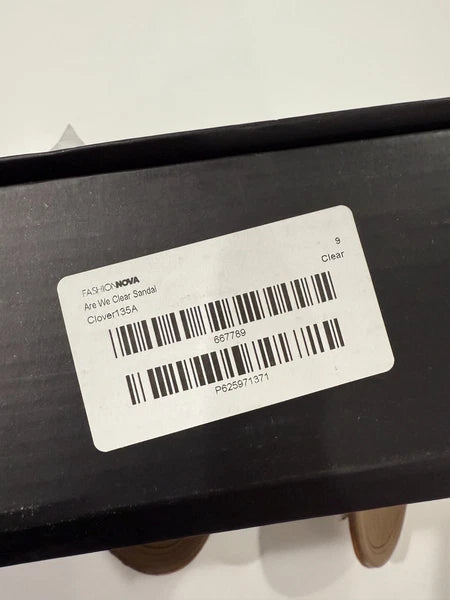 FASHIONNOVA
Are We Clear Sandal
Clover135A
9
Clear
667789
P625971371